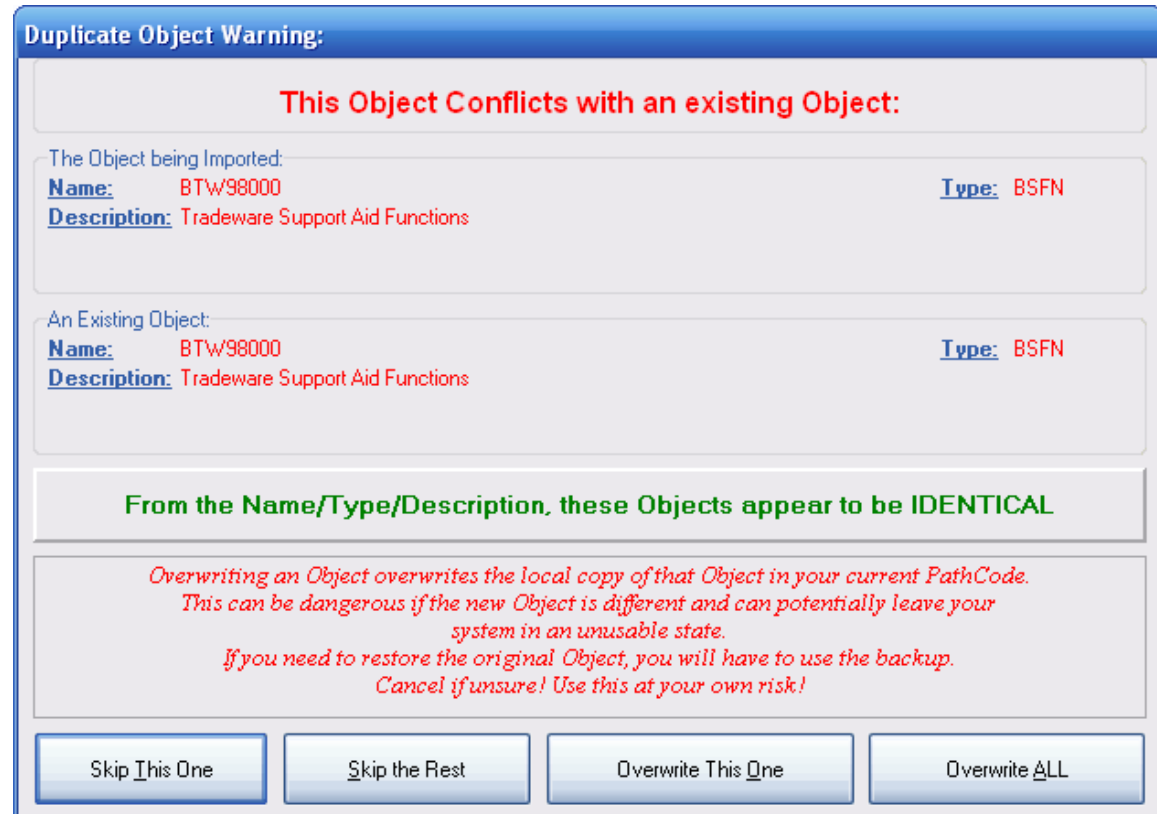 Duplicate Object Warning:
This Object Conflicts with an existing Object:
The Object being Imported:
Name: BTW98000 Type: BSFN
Description: Tradeware Support Aid Functions
An Existing Object:
Name: BTW98000 Type: BSFN
Description: Tradeware Support Aid Functions
From the Name/Type/Description, these Objects appear to be IDENTICAL
Overwriting an Object overwrites the local copy of that Object in your current PathCode.
This can be dangerous if the new Object is different and can potentially leave your
system in an unusable state.
If you need to restore the original Object, you will have to use the backup.
Cancel if unsure! Use this at your own risk!
Skip This One Skip the Rest Overwrite This One Overwrite ALL